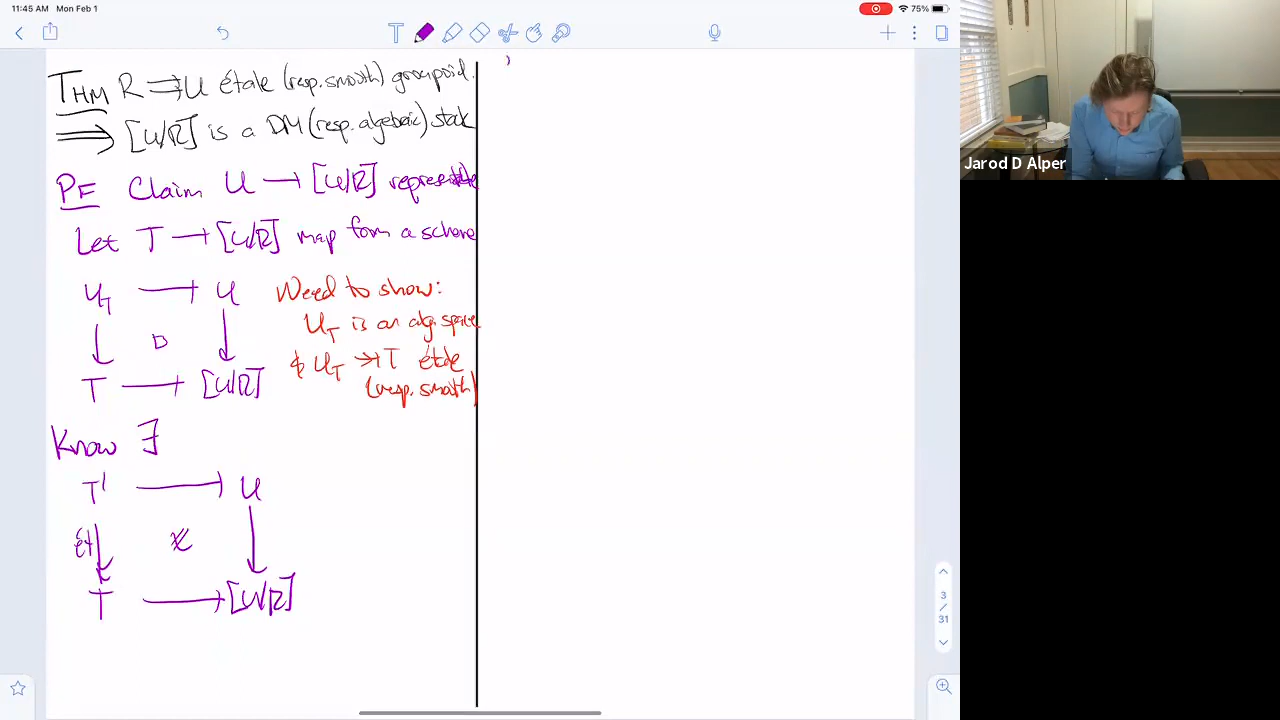 11:45 AM Mon Feb 1
75%
THM R ⇉ U étale (resp. smooth) groupoid.
⟹ [U/R] is a DM (resp. algebraic) stack
PF Claim U → [U/R] representable
Let T → [U/R] map from a scheme
U_T → U Need to show:
U_T is an alg. space
& U_T ↠ T étale
(resp. smooth)
T → [U/R]
Know ∃
T' → U
ét
T → [U/R]
Jarod D Alper
3
/
31